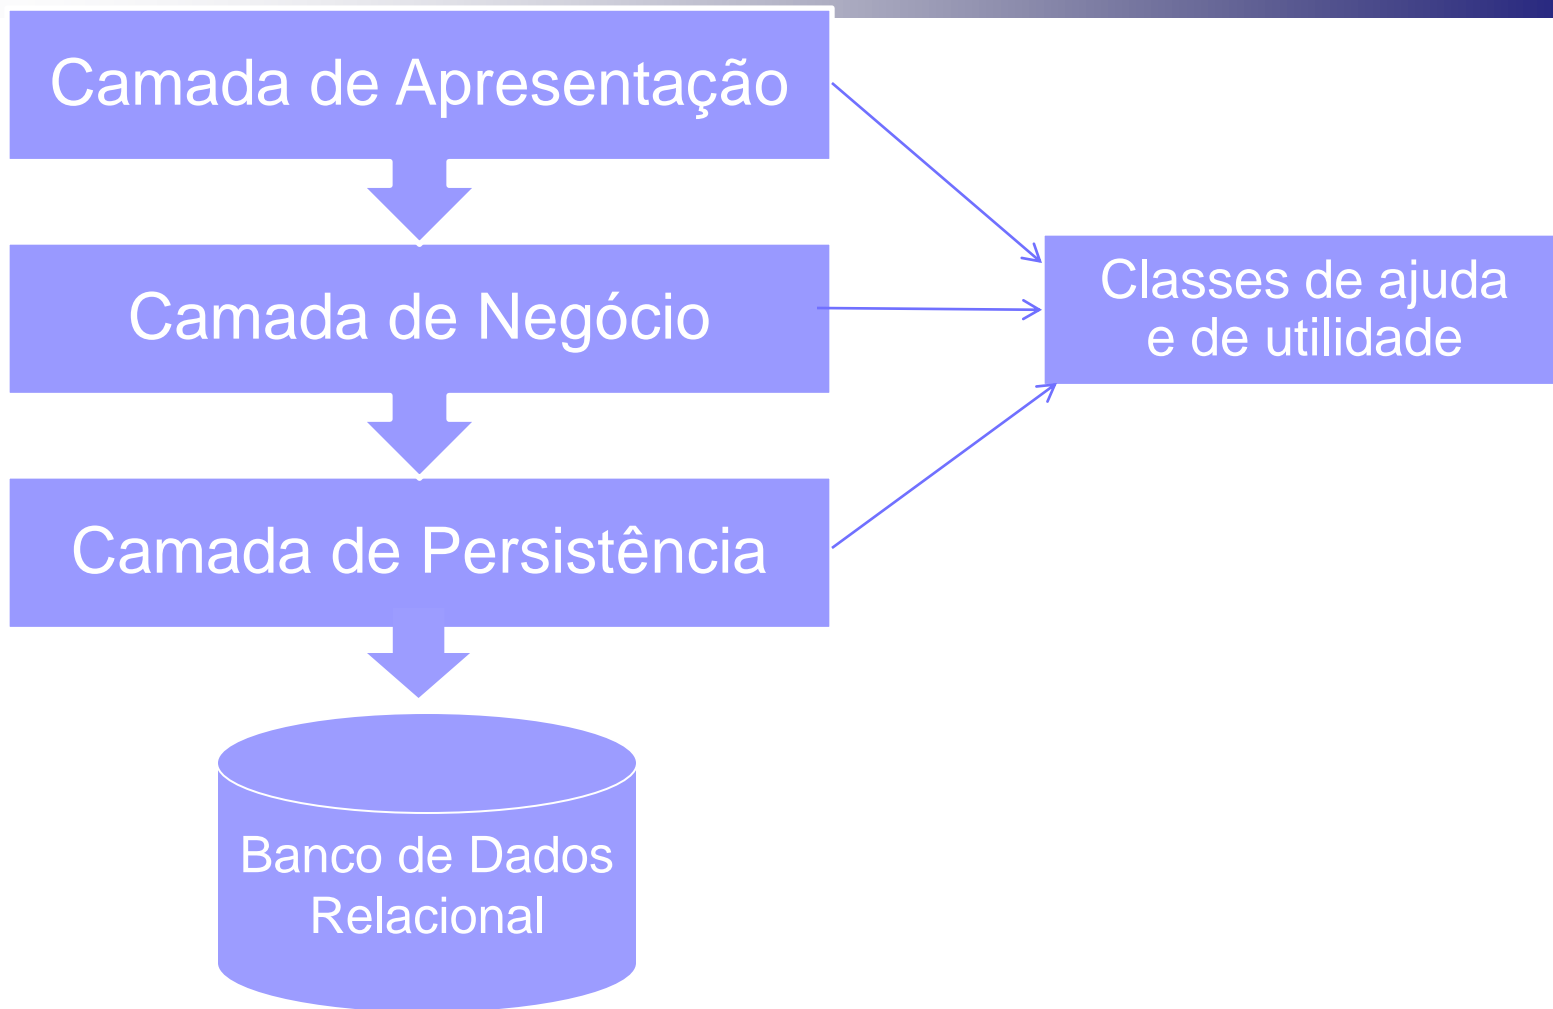 Camada de Apresentação
Camada de Negócio
Classes de ajuda
e de utilidade
Camada de Persistência
Banco de Dados
Relacional